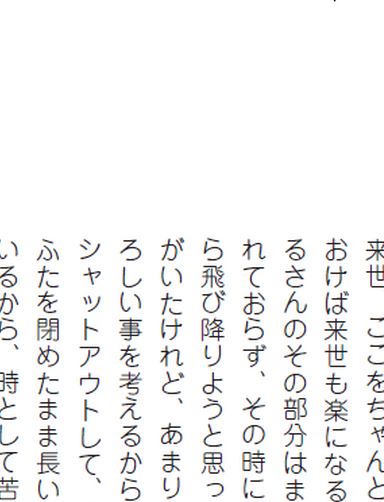 来世　ここをちゃんと
おけば来世も楽になる
るさんのその部分はま
れておらず、その時に
ら飛び降りようと思っ
がいたけれど、あまり
ろしい事を考えるから
シャットアウトして、
ふたを閉めたまま長い
いるから、時として苦